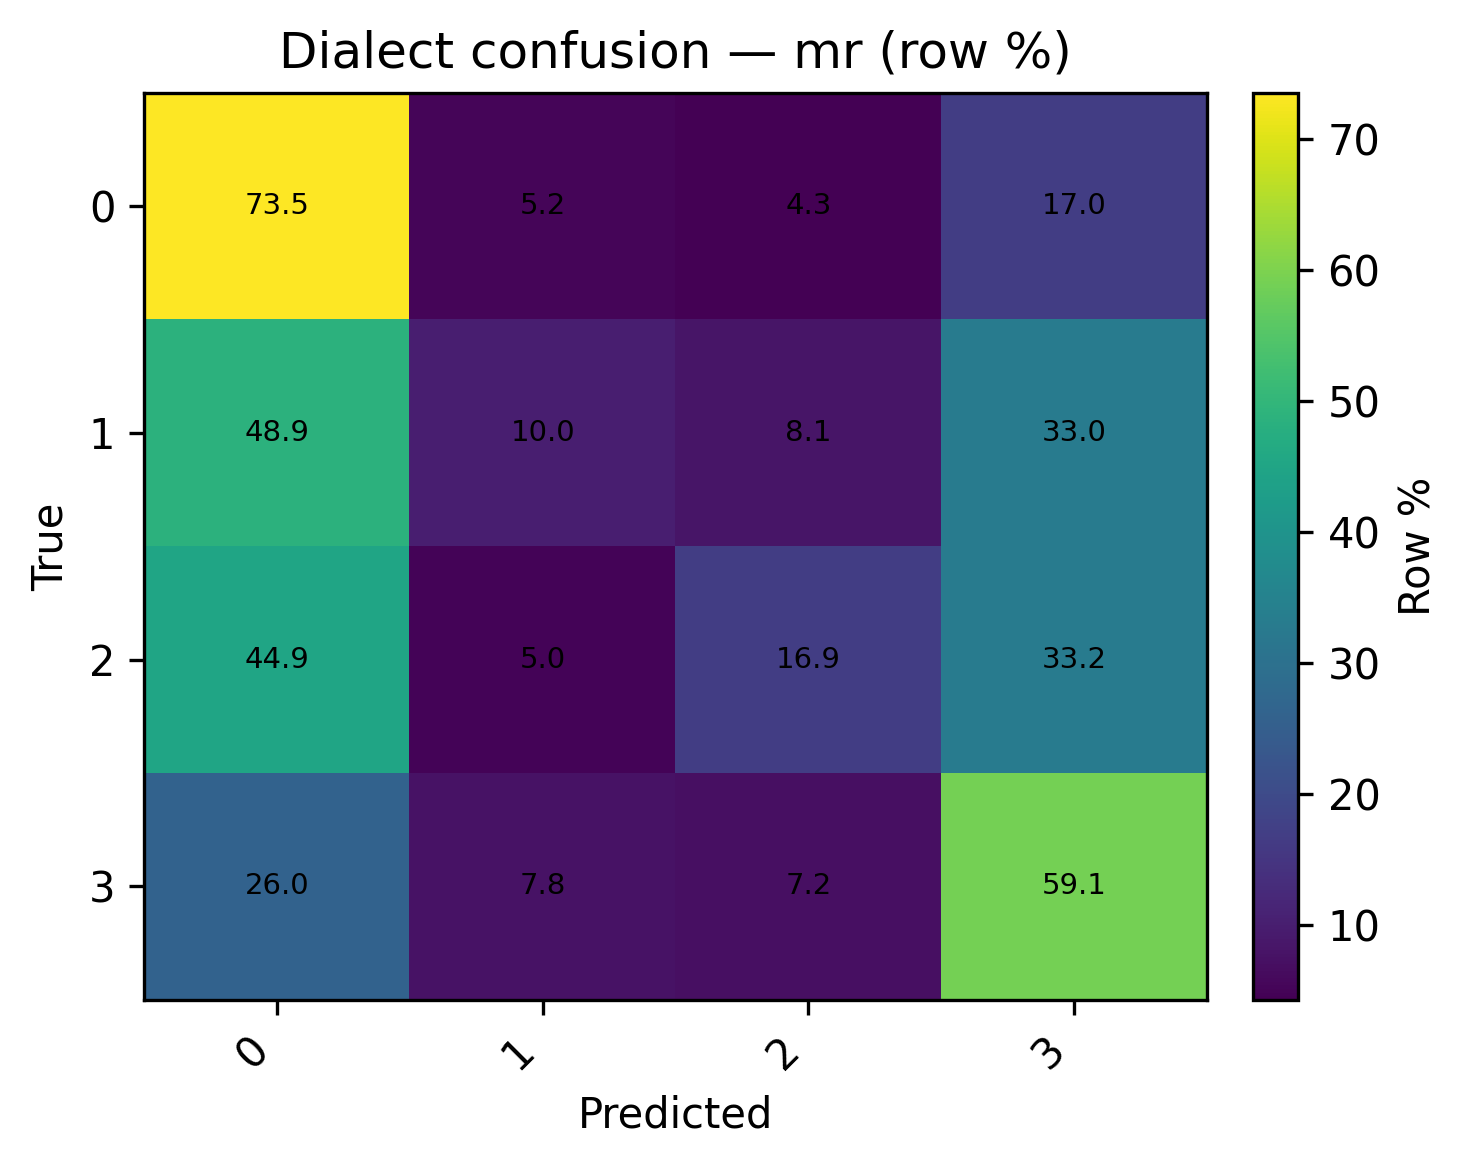 Dialect confusion — mr (row %)
73.5 5.2 4.3 17.0
48.9 10.0 8.1 33.0
44.9 5.0 16.9 33.2
26.0 7.8 7.2 59.1
0
1
2
3
True
0 1 2 3
Predicted
70
60
50
40
30
20
10
Row %